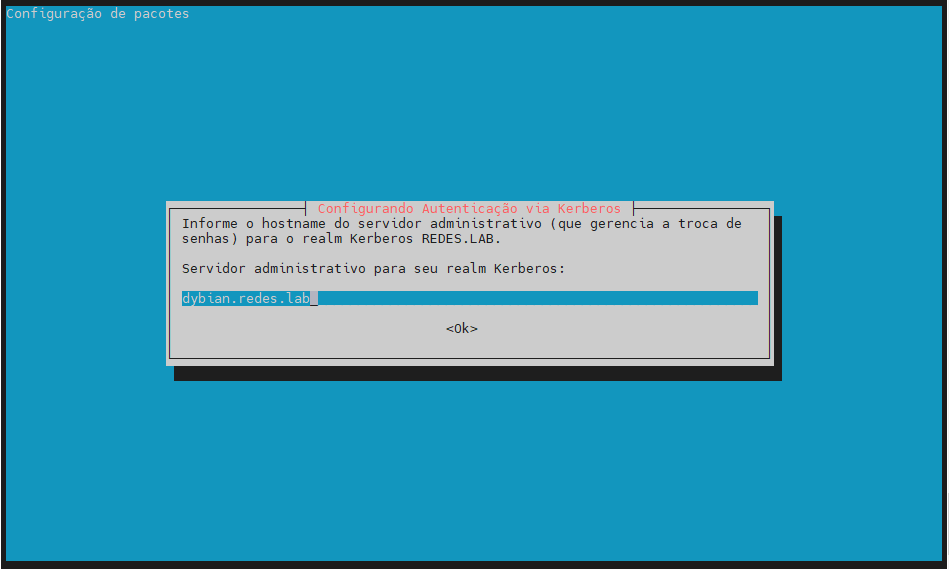 Configuração de pacotes
Configurando Autenticação via Kerberos
Informe o hostname do servidor administrativo (que gerencia a troca de
senhas) para o realm Kerberos REDES.LAB.
Servidor administrativo para seu realm Kerberos:
dybian.redes.lab
<Ok>